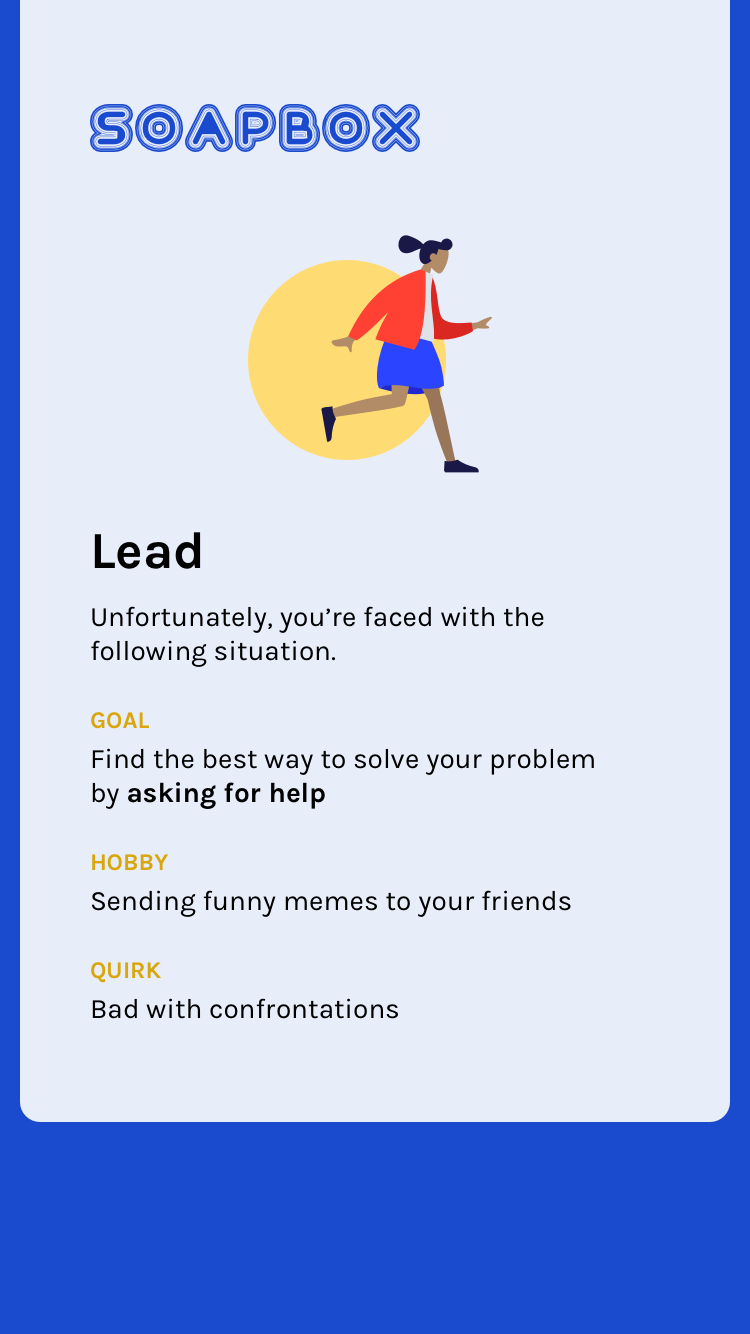 SOAPBOX
Lead
Unfortunately, you’re faced with the
following situation.
GOAL
Find the best way to solve your problem
by asking for help
HOBBY
Sending funny memes to your friends
QUIRK
Bad with confrontations